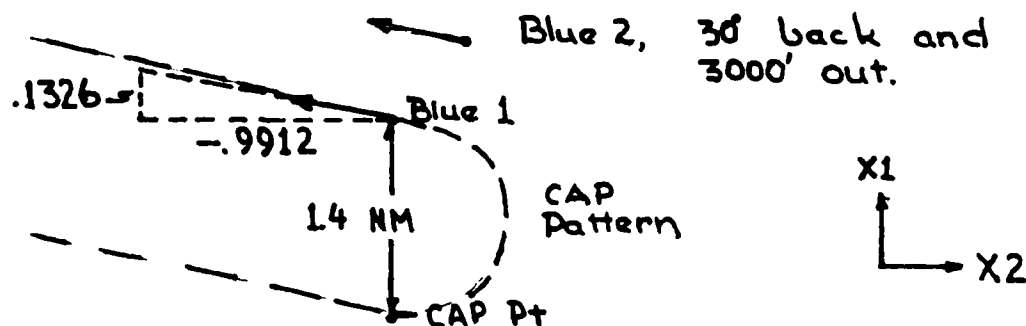 Blue 2, 30° back and
3000' out.
.1326
Blue 1
-.9912
1.4 NM
CAP
Pattern
X1
X2
CAP Pt